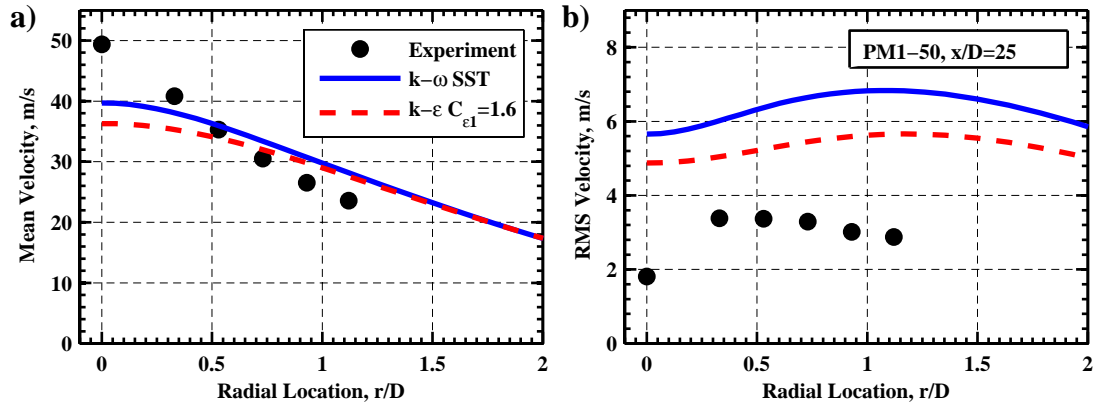 a)
Mean Velocity, m/s
50
40
30
20
10
0
0
0.5
1
1.5
2
Radial Location, r/D
Experiment
k−ω SST
k−ε C_ε1=1.6
b)
RMS Velocity, m/s
8
6
4
2
0
0
0.5
1
1.5
2
Radial Location, r/D
PM1−50, x/D=25